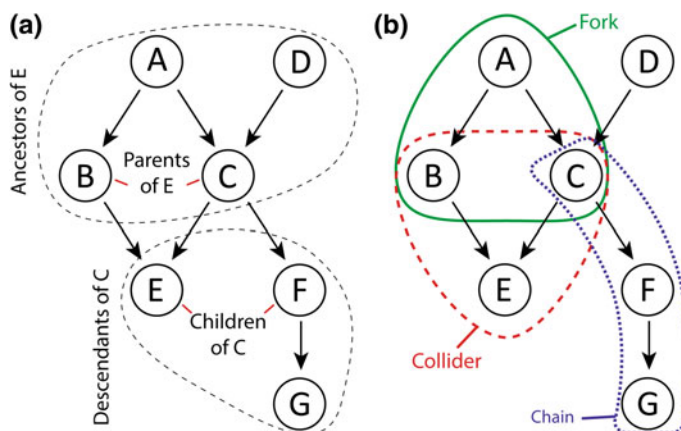 (a)
A
D
Ancestors of E
B
Parents
of E
C
E
F
Children
of C
Descendants of C
G
(b)
Fork
A
D
B
C
E
F
Collider
Chain
G